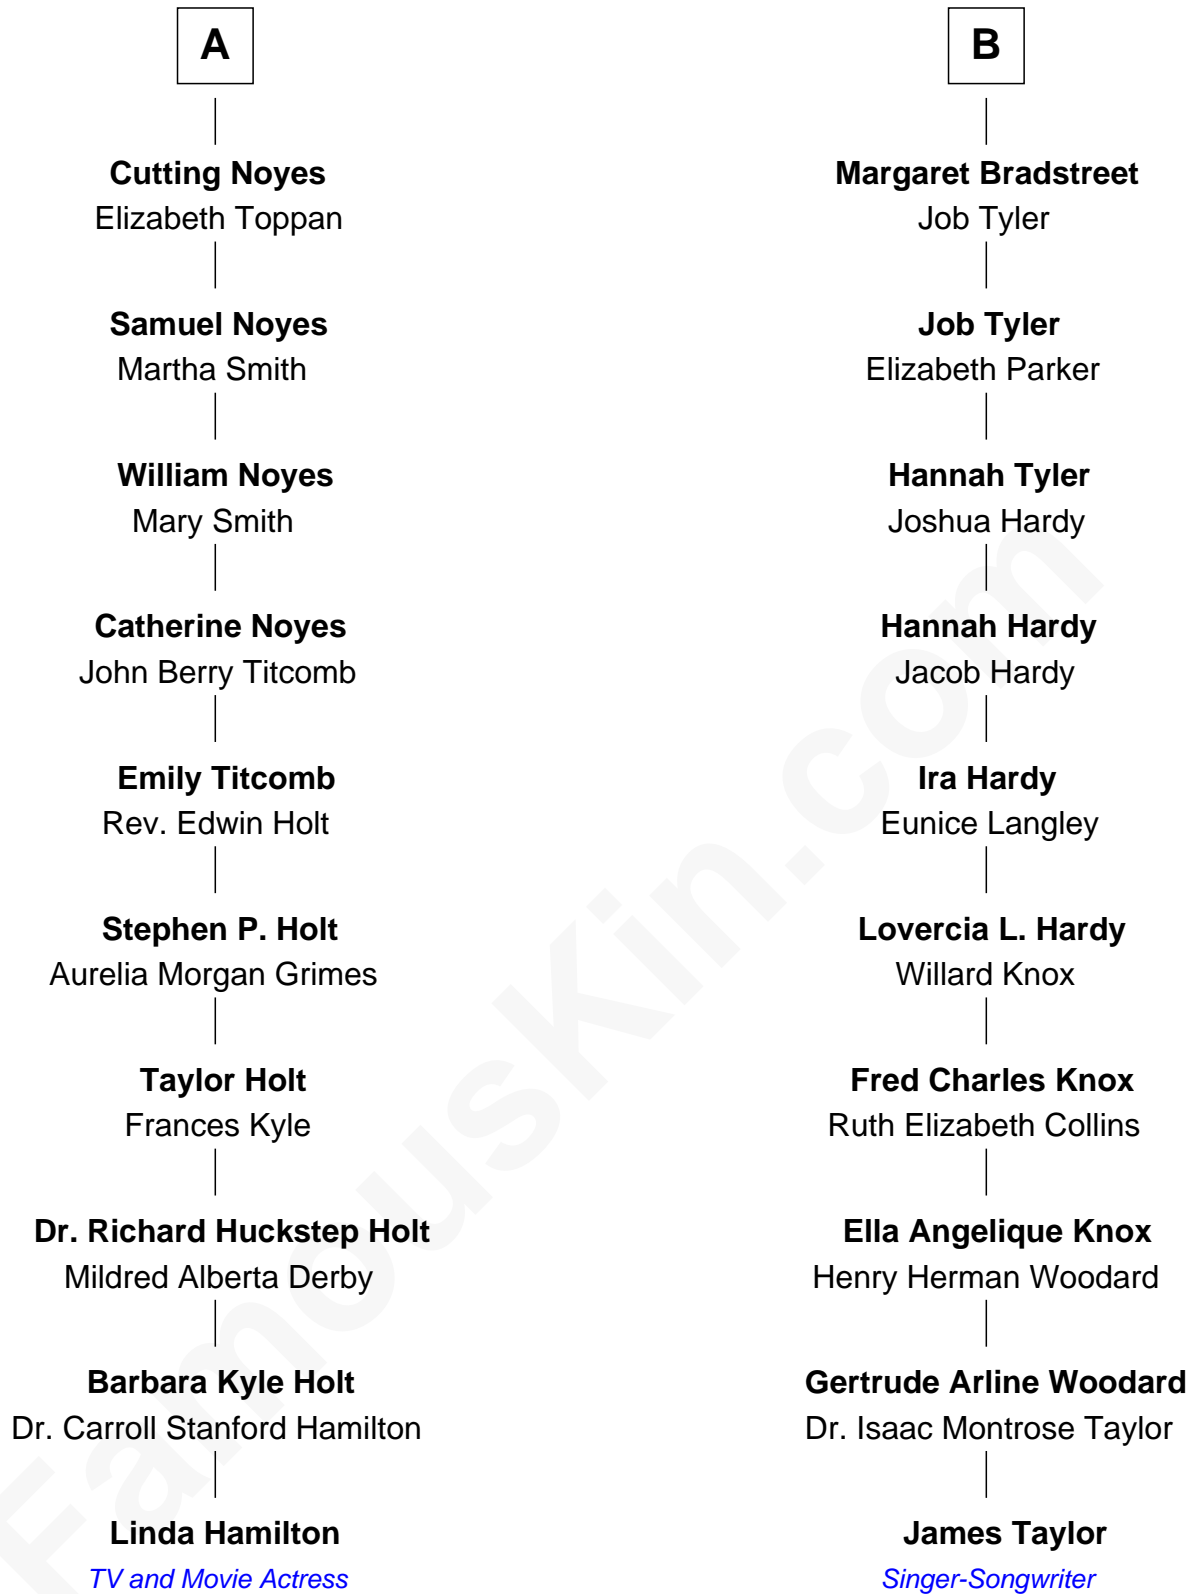 A
Cutting Noyes
Elizabeth Toppan
Samuel Noyes
Martha Smith
William Noyes
Mary Smith
Catherine Noyes
John Berry Titcomb
Emily Titcomb
Rev. Edwin Holt
Stephen P. Holt
Aurelia Morgan Grimes
Taylor Holt
Frances Kyle
Dr. Richard Huckstep Holt
Mildred Alberta Derby
Barbara Kyle Holt
Dr. Carroll Stanford Hamilton
Linda Hamilton
TV and Movie Actress
B
Margaret Bradstreet
Job Tyler
Job Tyler
Elizabeth Parker
Hannah Tyler
Joshua Hardy
Hannah Hardy
Jacob Hardy
Ira Hardy
Eunice Langley
Lovercia L. Hardy
Willard Knox
Fred Charles Knox
Ruth Elizabeth Collins
Ella Angelique Knox
Henry Herman Woodard
Gertrude Arline Woodard
Dr. Isaac Montrose Taylor
James Taylor
Singer-Songwriter
FamousKin.com